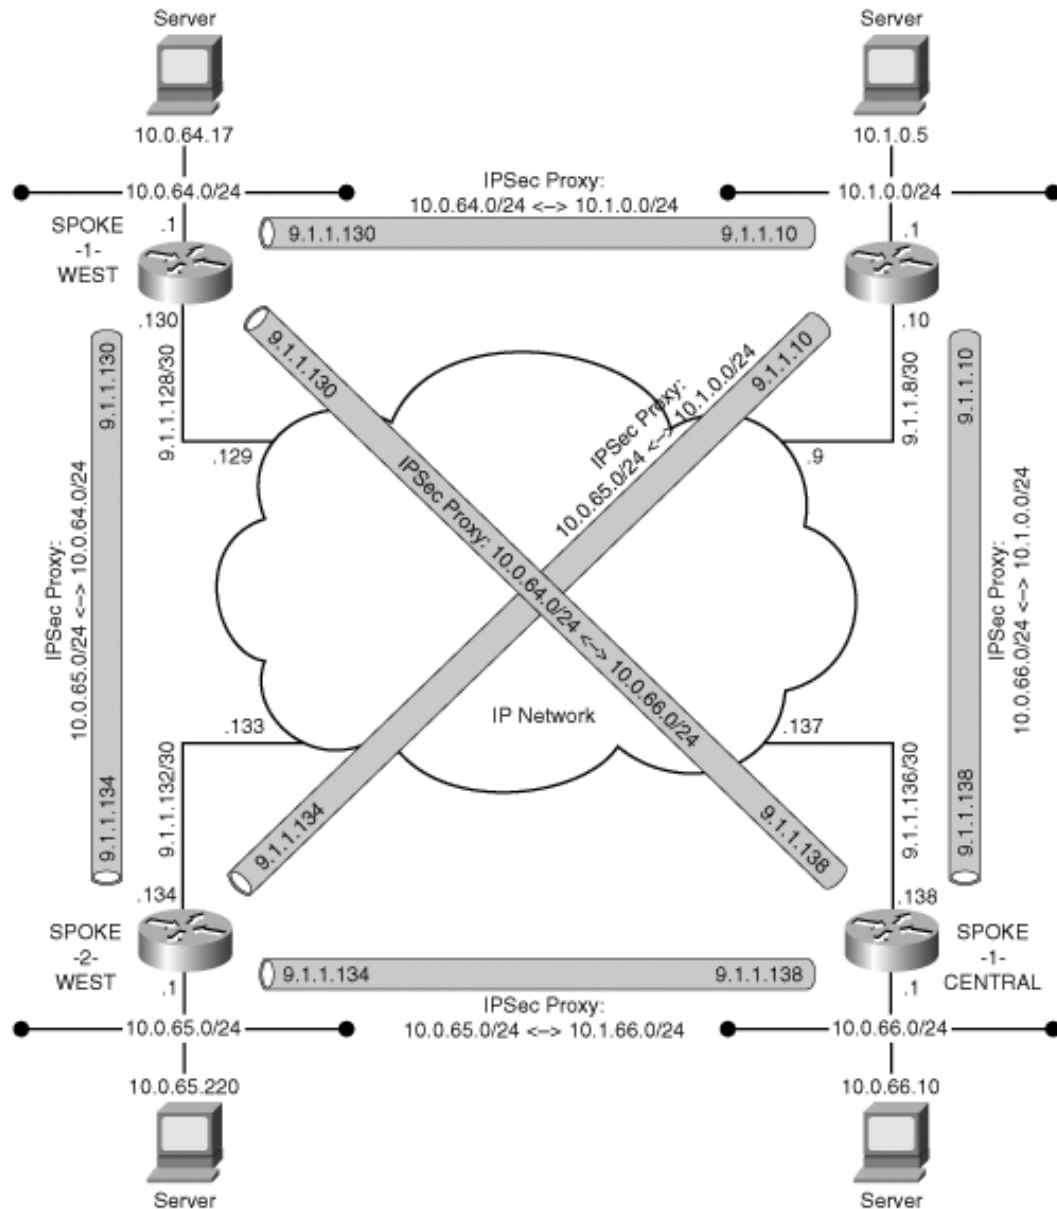 Server
Server
10.0.64.17
10.1.0.5
10.0.64.0/24
IPSec Proxy:
10.0.64.0/24 <--> 10.1.0.0/24
10.1.0.0/24
SPOKE
-1-
WEST
.1
9.1.1.130
9.1.1.10
.1
.130
.10
9.1.1.128/30
.129
9.1.1.8/30
.9
9.1.1.130
IPSec Proxy:
10.0.65.0/24 <--> 10.0.64.0/24
9.1.1.134
9.1.1.130
IPSec Proxy: 10.0.64.0/24 <--> 10.0.66.0/24
9.1.1.138
IPSec Proxy:
10.0.65.0/24 <--> 10.1.0.0/24
9.1.1.10
9.1.1.134
9.1.1.10
IPSec Proxy:
10.0.66.0/24 <--> 10.1.0.0/24
9.1.1.138
IP Network
.133
.137
9.1.1.132/30
9.1.1.136/30
.134
.138
SPOKE
-2-
WEST
.1
9.1.1.134
9.1.1.138
.1
SPOKE
-1-
CENTRAL
10.0.65.0/24
IPSec Proxy:
10.0.65.0/24 <--> 10.1.66.0/24
10.0.66.0/24
10.0.65.220
10.0.66.10
Server
Server